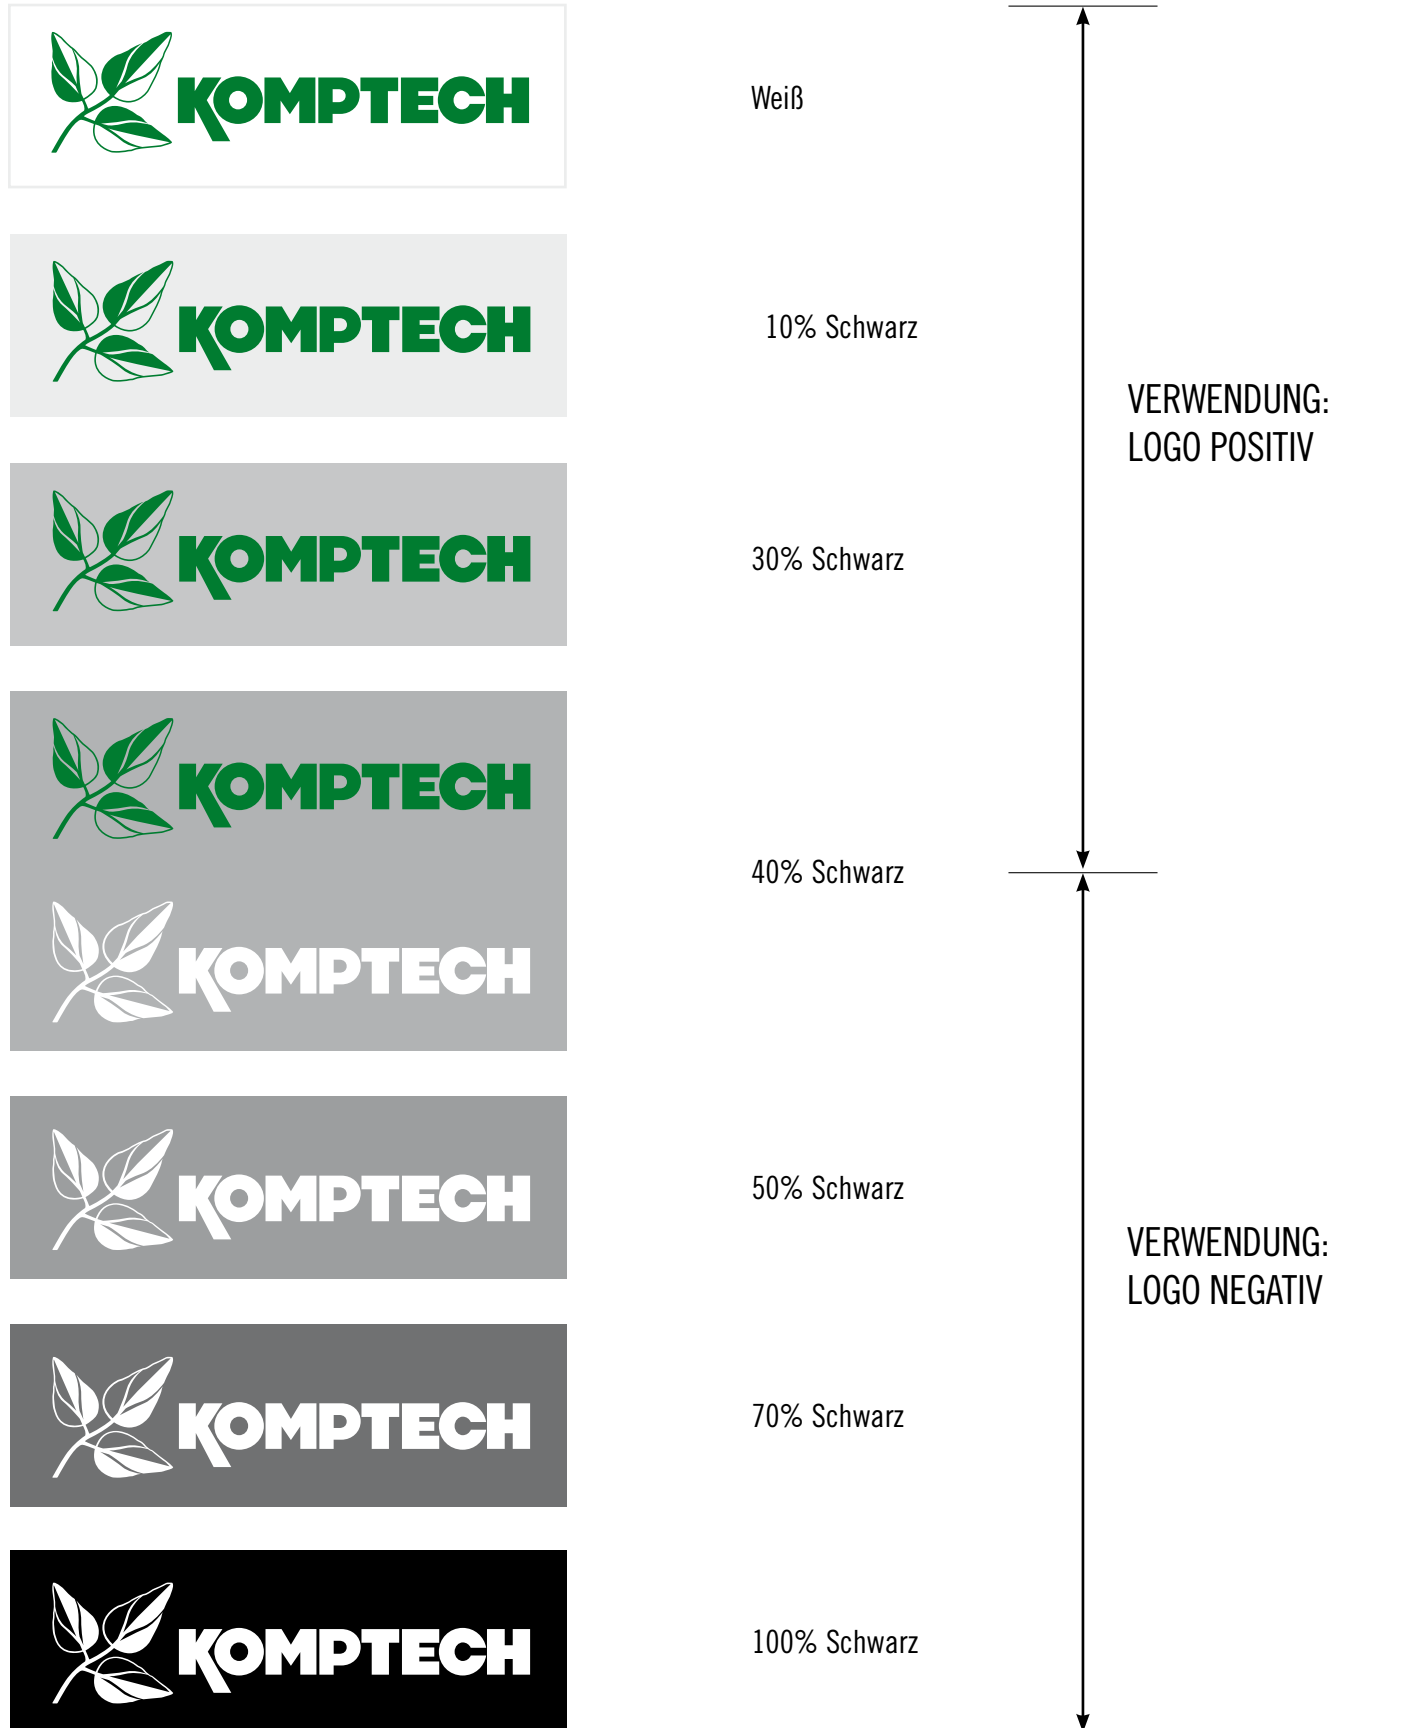 KOMPTECH
Weiß
KOMPTECH
10% Schwarz
VERWENDUNG:
LOGO POSITIV
KOMPTECH
30% Schwarz
KOMPTECH
40% Schwarz
KOMPTECH
KOMPTECH
50% Schwarz
VERWENDUNG:
LOGO NEGATIV
KOMPTECH
70% Schwarz
KOMPTECH
100% Schwarz